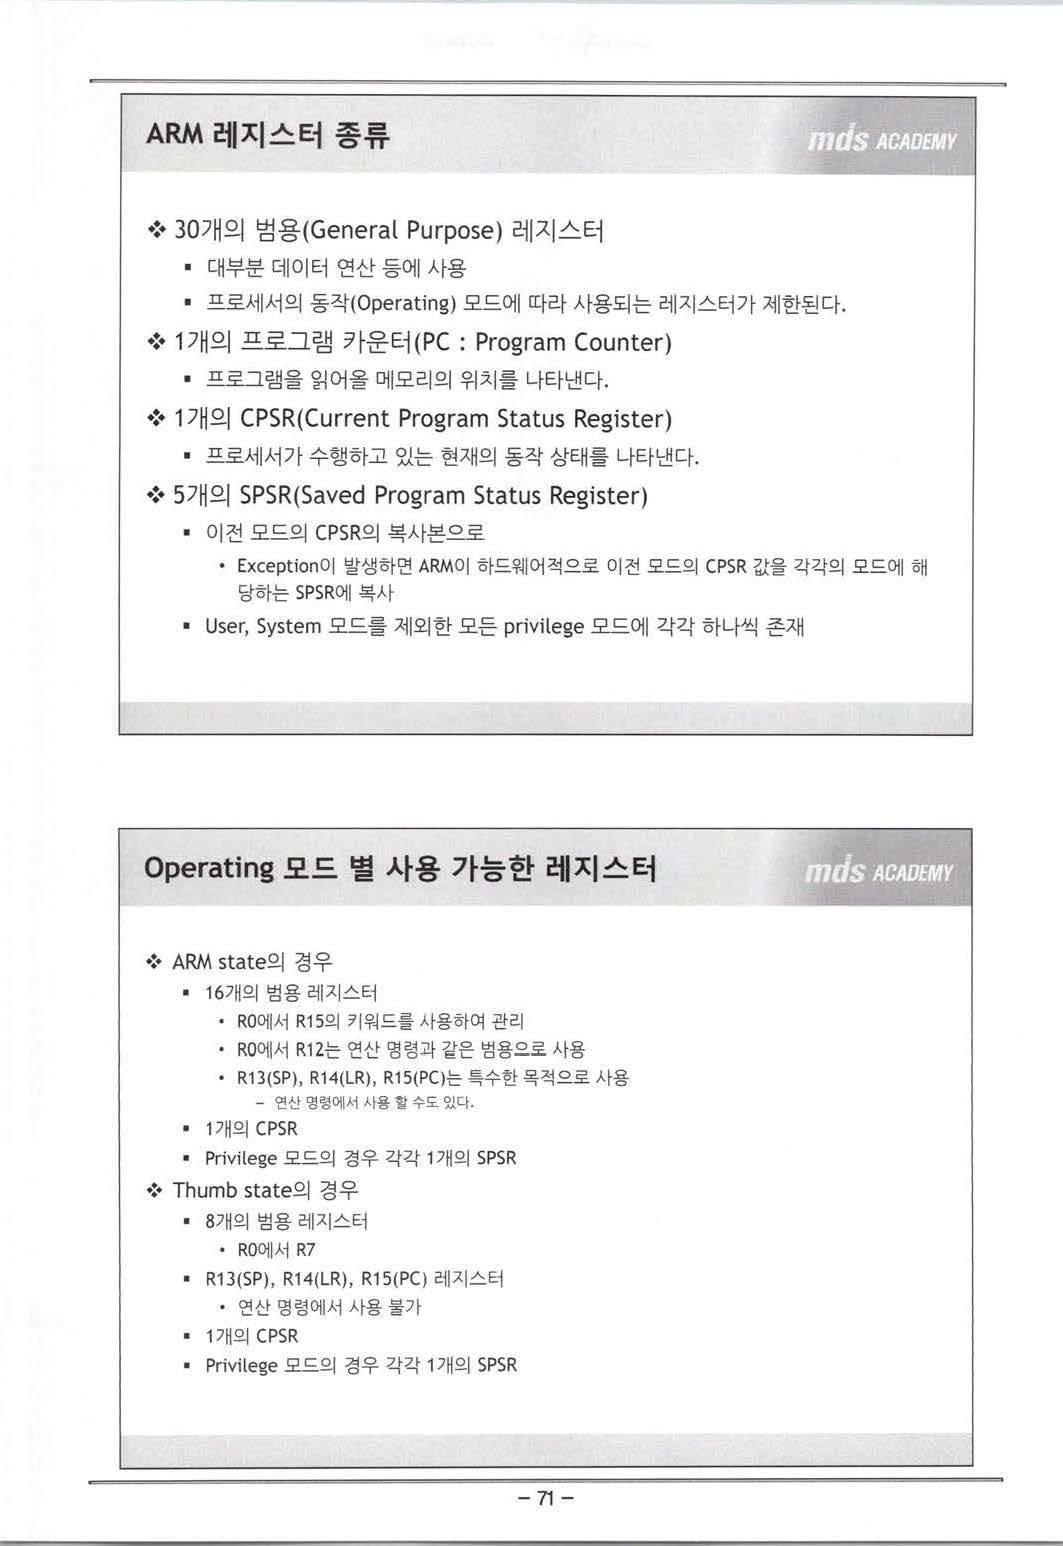 ARM 레지스터 종류
mds ACADEMY
❖ 30개의 범용(General Purpose) 레지스터
▪ 대부분 데이터 연산 등에 사용
▪ 프로세서의 동작(Operating) 모드에 따라 사용되는 레지스터가 제한된다.
❖ 1개의 프로그램 카운터(PC : Program Counter)
▪ 프로그램을 읽어올 메모리의 위치를 나타낸다.
❖ 1개의 CPSR(Current Program Status Register)
▪ 프로세서가 수행하고 있는 현재의 동작 상태를 나타낸다.
❖ 5개의 SPSR(Saved Program Status Register)
▪ 이전 모드의 CPSR의 복사본으로
• Exception이 발생하면 ARM이 하드웨어적으로 이전 모드의 CPSR 값을 각각의 모드에 해
당하는 SPSR에 복사
▪ User, System 모드를 제외한 모든 privilege 모드에 각각 하나씩 존재
Operating 모드 별 사용 가능한 레지스터
mds ACADEMY
❖ ARM state의 경우
▪ 16개의 범용 레지스터
• R0에서 R15의 키워드를 사용하여 관리
• R0에서 R12는 연산 명령과 같은 범용으로 사용
• R13(SP), R14(LR), R15(PC)는 특수한 목적으로 사용
– 연산 명령에서 사용 할 수도 있다.
▪ 1개의 CPSR
▪ Privilege 모드의 경우 각각 1개의 SPSR
❖ Thumb state의 경우
▪ 8개의 범용 레지스터
• R0에서 R7
▪ R13(SP), R14(LR), R15(PC) 레지스터
• 연산 명령에서 사용 불가
▪ 1개의 CPSR
▪ Privilege 모드의 경우 각각 1개의 SPSR
– 71 –